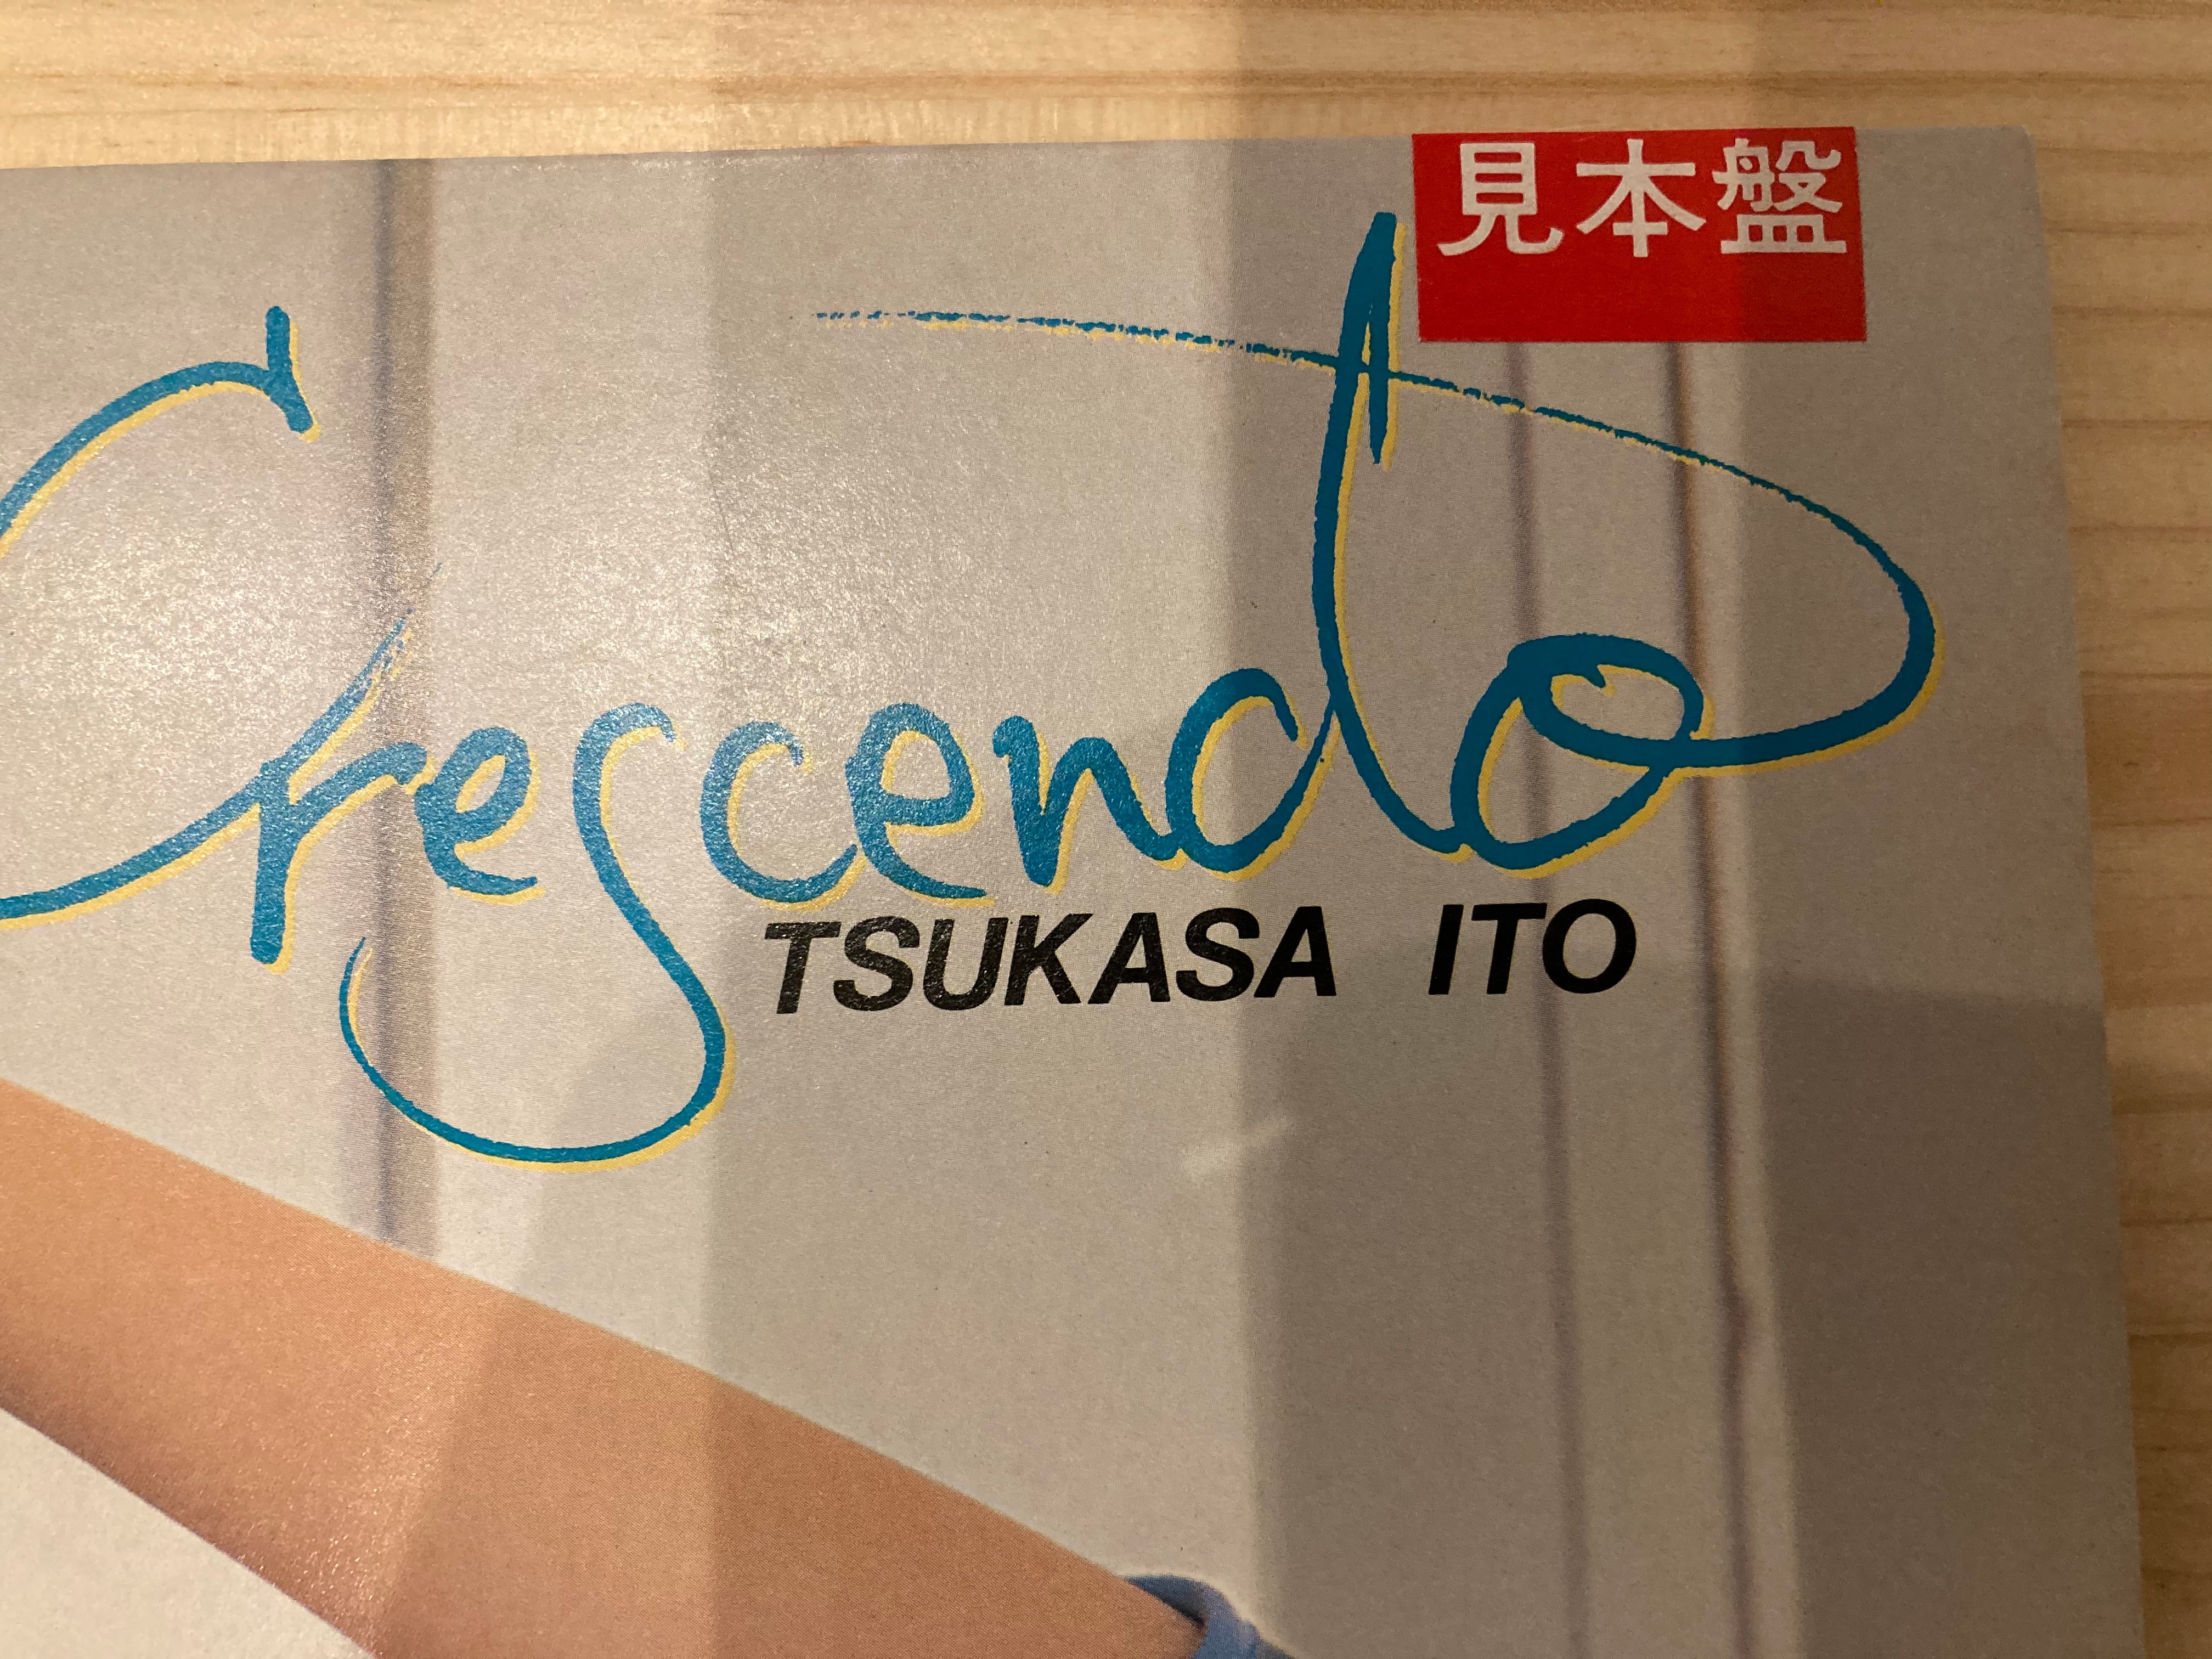 見本盤
Crescendo
TSUKASA ITO